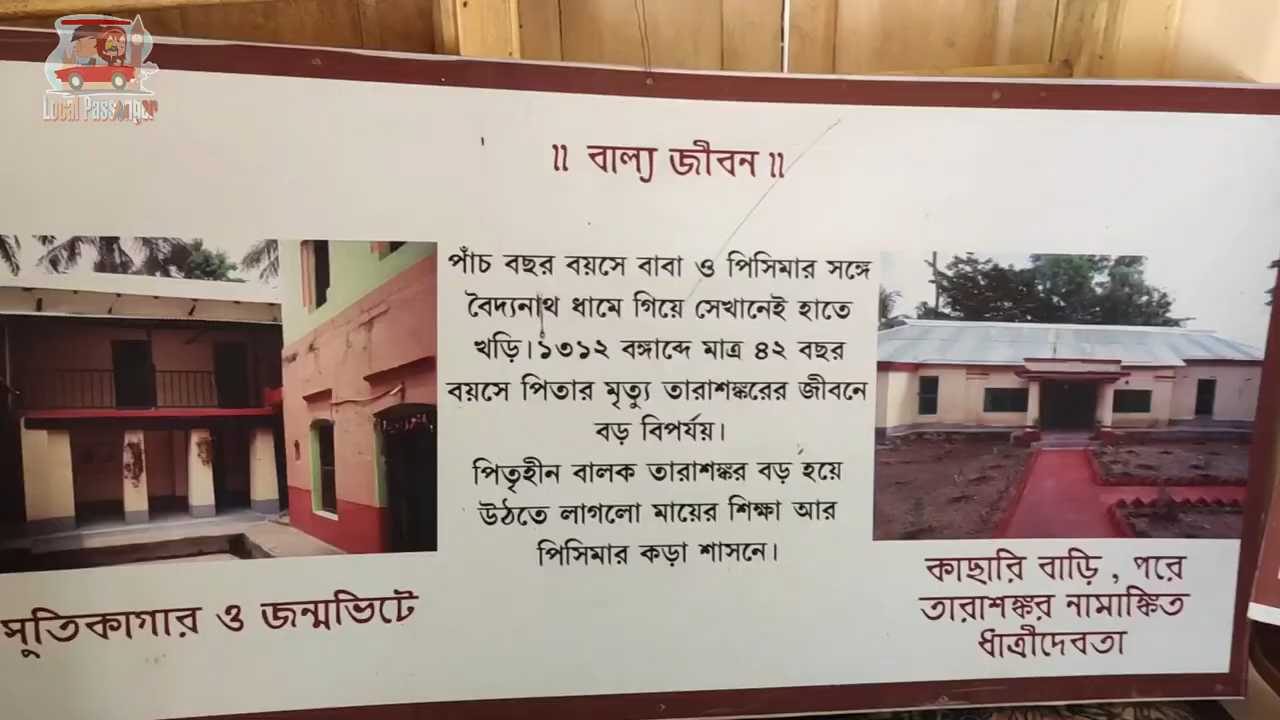 Local Passenger
॥ বাল্য জীবন ॥
পাঁচ বছর বয়সে বাবা ও পিসিমার সঙ্গে
বৈদ্যনাথ ধামে গিয়ে সেখানেই হাতে
খড়ি।১৩১২ বঙ্গাব্দে মাত্র ৪২ বছর
বয়সে পিতার মৃত্যু তারাশঙ্করের জীবনে
বড় বিপর্যয়।
পিতৃহীন বালক তারাশঙ্কর বড় হয়ে
উঠতে লাগলো মায়ের শিক্ষা আর
পিসিমার কড়া শাসনে।
সুতিকাগার ও জন্মভিটে
কাছারি বাড়ি , পরে
তারাশঙ্কর নামাঙ্কিত
ধাত্রীদেবতা